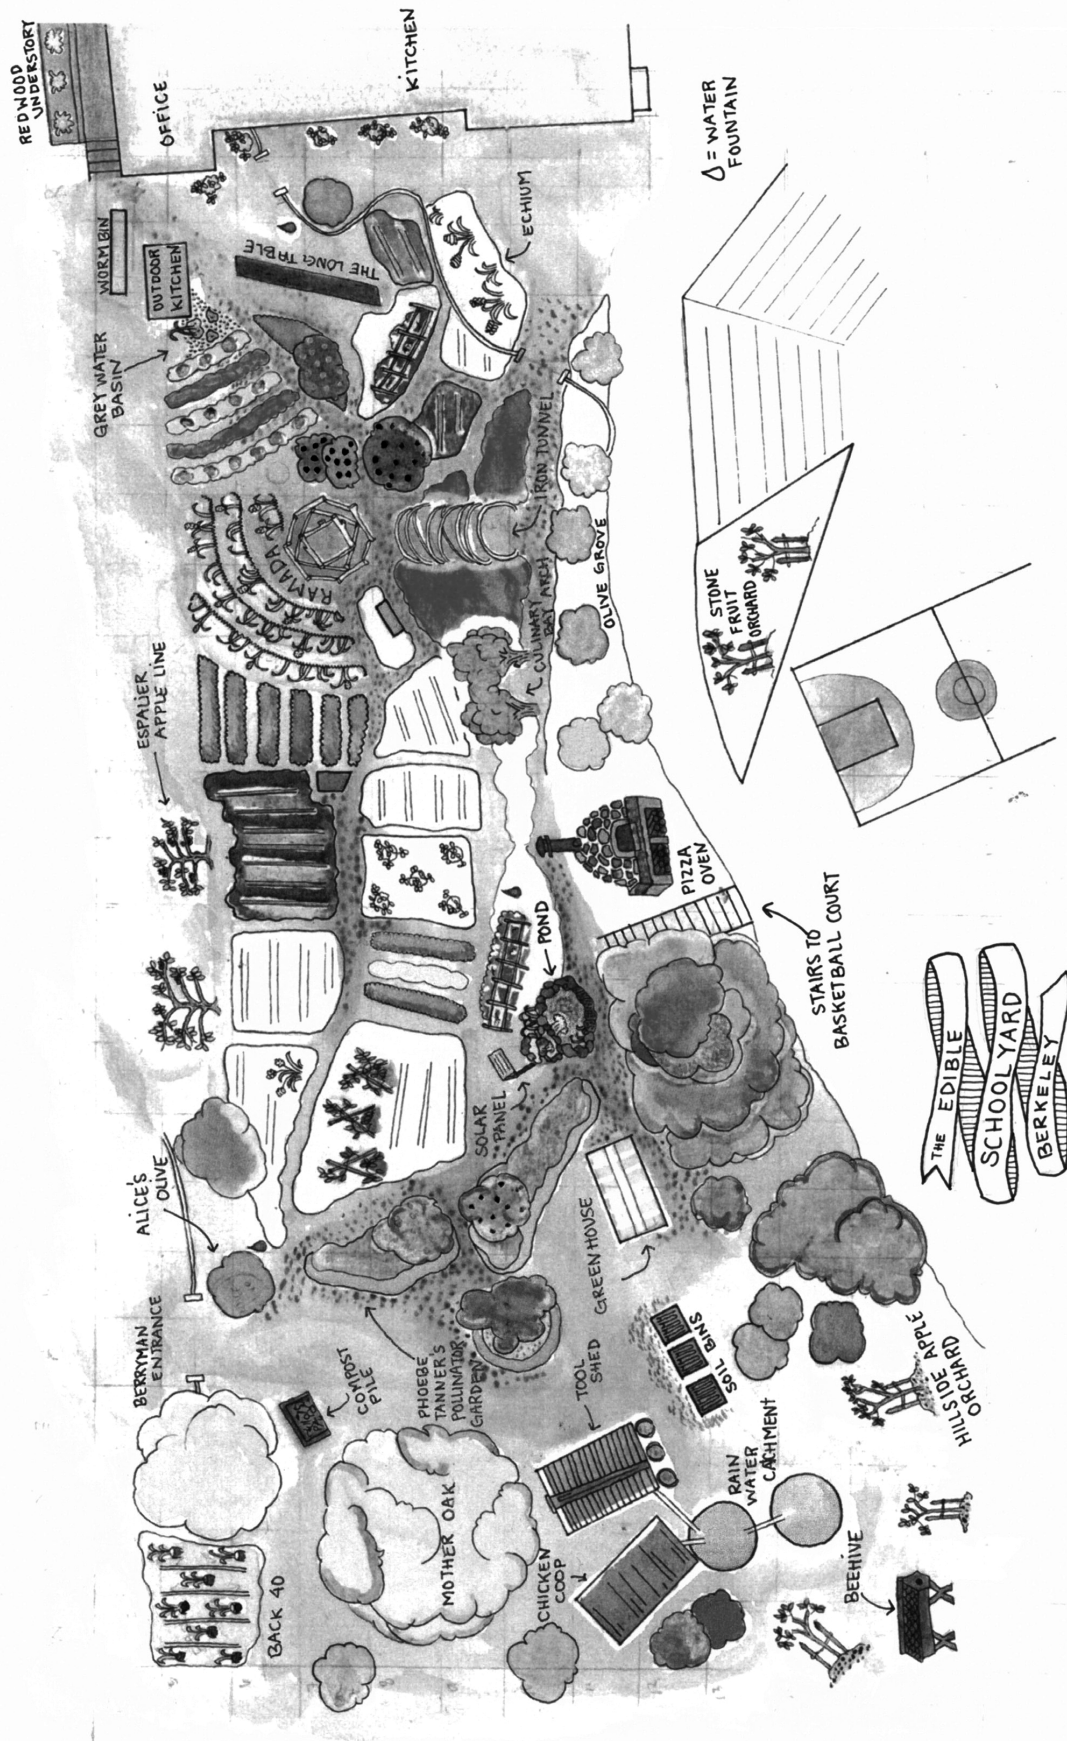 REDWOOD
UNDERSTORY
OFFICE
KITCHEN
∆ = WATER
FOUNTAIN
WORM BIN
OUTDOOR
KITCHEN
THE LONG TABLE
ECHIUM
GREY WATER
BASIN
IRON TUNNEL
RAMADA
CULINARY
BAY ARCH
OLIVE GROVE
STONE
FRUIT
ORCHARD
ESPALIER
APPLE LINE
PIZZA
OVEN
POND
STAIRS TO
BASKETBALL COURT
SOLAR
PANEL
THE EDIBLE
SCHOOLYARD
BERKELEY
ALICE'S
OLIVE
GREENHOUSE
BERRYMAN
ENTRANCE
COMPOST
PILE
PHOEBE
TANNER'S
POLLINATOR
GARDEN
TOOL
SHED
SOIL BINS
HILLSIDE APPLE
ORCHARD
RAIN
WATER
CACHMENT
MOTHER OAK
CHICKEN
COOP
BEEHIVE
BACK 40